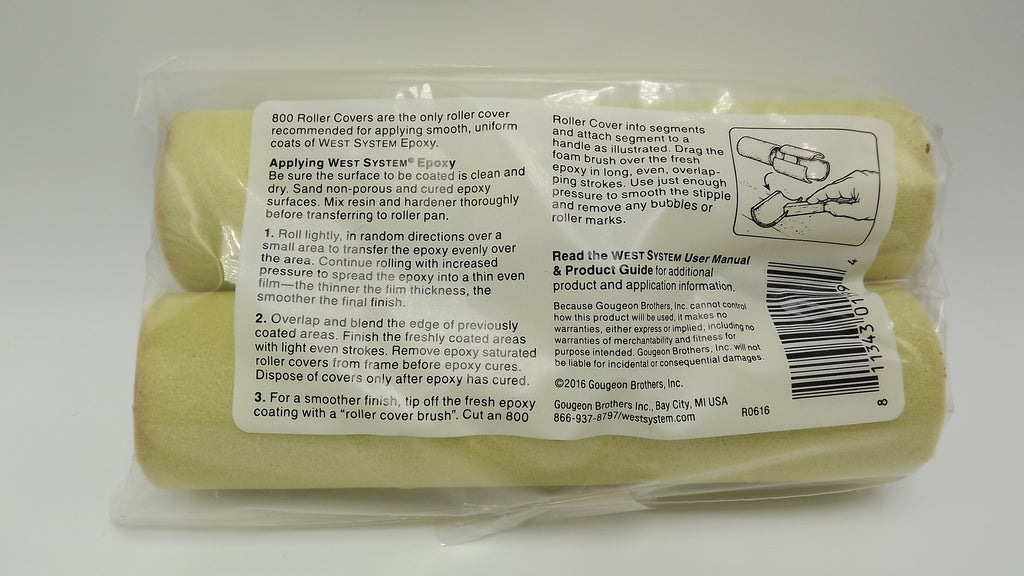 800 Roller Covers are the only roller cover
recommended for applying smooth, uniform
coats of WEST SYSTEM Epoxy.
Applying WEST SYSTEM® Epoxy
Be sure the surface to be coated is clean and
dry. Sand non-porous and cured epoxy
surfaces. Mix resin and hardener thoroughly
before transferring to roller pan.
1. Roll lightly, in random directions over a
small area to transfer the epoxy evenly over
the area. Continue rolling with increased
pressure to spread the epoxy into a thin even
film—the thinner the film thickness, the
smoother the final finish.
2. Overlap and blend the edge of previously
coated areas. Finish the freshly coated areas
with light even strokes. Remove epoxy saturated
roller covers from frame before epoxy cures.
Dispose of covers only after epoxy has cured.
3. For a smoother finish, tip off the fresh epoxy
coating with a "roller cover brush". Cut an 800
Roller Cover into segments
and attach segment to a
handle as illustrated. Drag the
foam brush over the fresh
epoxy in long, even, overlap-
ping strokes. Use just enough
pressure to smooth the stipple
and remove any bubbles or
roller marks.
Read the WEST SYSTEM User Manual
& Product Guide for additional
product and application information.
Because Gougeon Brothers, Inc. cannot control
how this product will be used, it makes no
warranties, either express or implied, including no
warranties of merchantability and fitness for
purpose intended. Gougeon Brothers, Inc. will not
be liable for incidental or consequential damages.
©2016 Gougeon Brothers, Inc.
Gougeon Brothers Inc., Bay City, MI USA
866-937-8797/westsystem.com
R0616